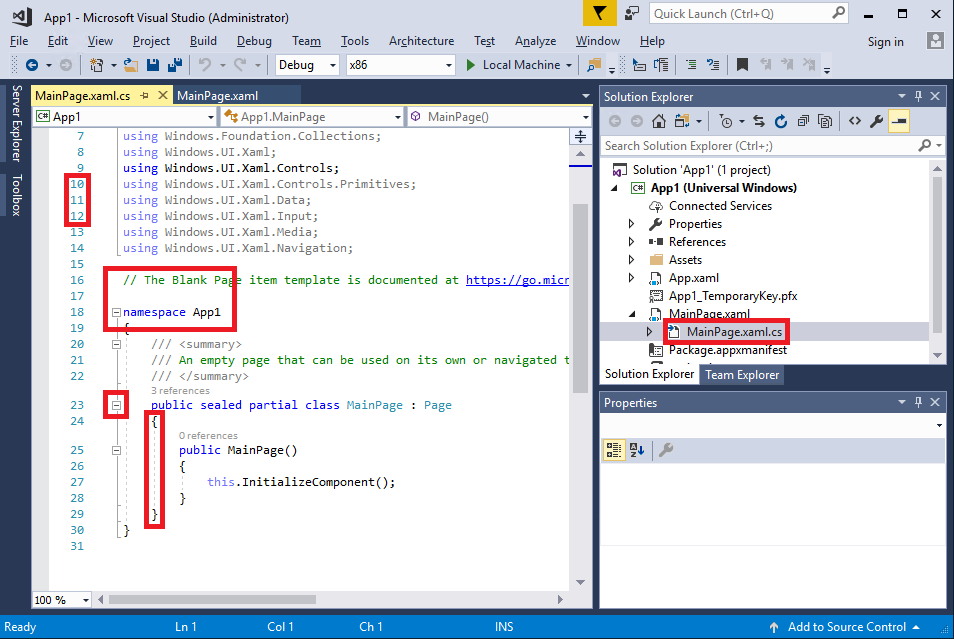 App1 - Microsoft Visual Studio (Administrator)
Quick Launch (Ctrl+Q)
File Edit View Project Build Debug Team Tools Architecture Test Analyze Window Help Sign in
Debug x86 Local Machine
Server Explorer
Toolbox
MainPage.xaml.cs MainPage.xaml
C# App1 App1.MainPage MainPage()
7 using Windows.Foundation.Collections;
8 using Windows.UI.Xaml;
9 using Windows.UI.Xaml.Controls;
10 using Windows.UI.Xaml.Controls.Primitives;
11 using Windows.UI.Xaml.Data;
12 using Windows.UI.Xaml.Input;
13 using Windows.UI.Xaml.Media;
14 using Windows.UI.Xaml.Navigation;
15
16 // The Blank Page item template is documented at https://go.micr
17
18 namespace App1
19 {
20 /// <summary>
21 /// An empty page that can be used on its own or navigated t
22 /// </summary>
3 references
23 public sealed partial class MainPage : Page
24 {
0 references
25 public MainPage()
26 {
27 this.InitializeComponent();
28 }
29 }
30 }
31
100 %
Solution Explorer
Search Solution Explorer (Ctrl+;)
Solution 'App1' (1 project)
C# App1 (Universal Windows)
Connected Services
Properties
References
Assets
App.xaml
App1_TemporaryKey.pfx
MainPage.xaml
MainPage.xaml.cs
Package.appxmanifest
Solution Explorer Team Explorer
Properties
Ready Ln 1 Col 1 Ch 1 INS Add to Source Control